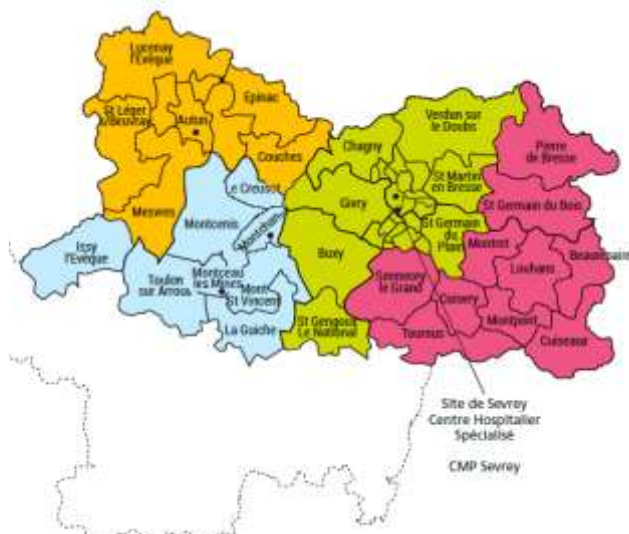 Lucenay
l'Evêque
Epinac
St Léger
s/Beuvray
Autun
Couches
Mesvres
Le Creusot
Montcenis
Montchanin
Issy
l'Evêque
Toulon
sur Arroux
Montceau
les Mines
Mont
St Vincent
La Guiche
Verdun sur
le Doubs
Chagny
St Martin
en Bresse
Givry
St Germain
du
Plain
Buxy
St Gengoux
Le National
Pierre
de Bresse
St Germain du Bois
Montret
Louhans
Beaurepaire
Sennecey
le Grand
Cuisery
Montpont
Tournus
Cuiseaux
Site de Sevrey
Centre Hospitalier
Spécialisé
CMP Sevrey